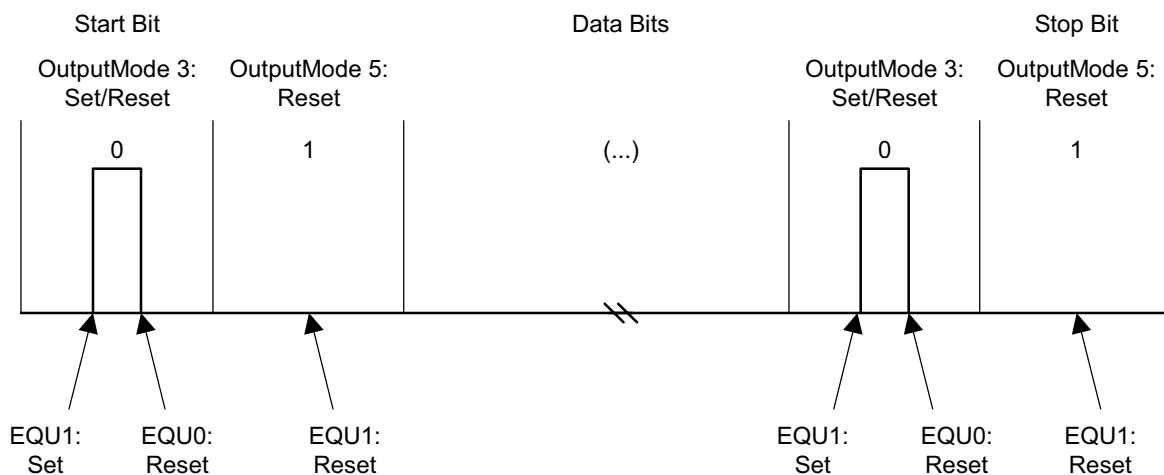 Start Bit
Data Bits
Stop Bit
OutputMode 3:
Set/Reset
OutputMode 5:
Reset
OutputMode 3:
Set/Reset
OutputMode 5:
Reset
0
1
(...)
0
1
EQU1:
Set
EQU0:
Reset
EQU1:
Reset
EQU1:
Set
EQU0:
Reset
EQU1:
Reset